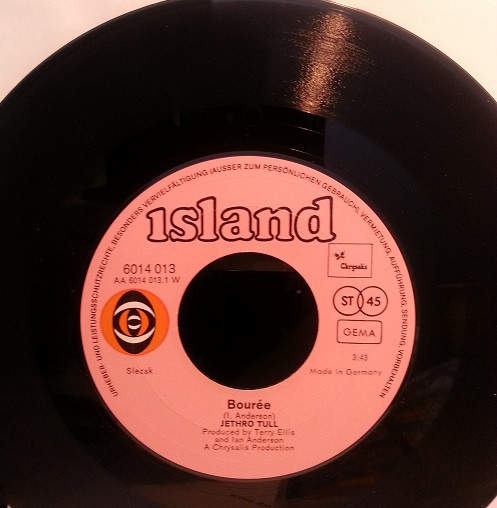 URHEBER- UND LEISTUNGSSCHUTZRECHTE, BESONDERS VERVIELFÄLTIGUNG (AUSSER ZUM PERSÖNLICHEN GEBRAUCH), VERMIETUNG, AUFFÜHRUNG, SENDUNG, VORBEHALTEN
ısland
6014 013
AA 6014 013.1 W
Chrysalis
ST 45
GEMA
Slezak
3:43
Made in Germany
Bourée
(I. Anderson)
JETHRO TULL
Produced by Terry Ellis
and Ian Anderson
A Chrysalis Production